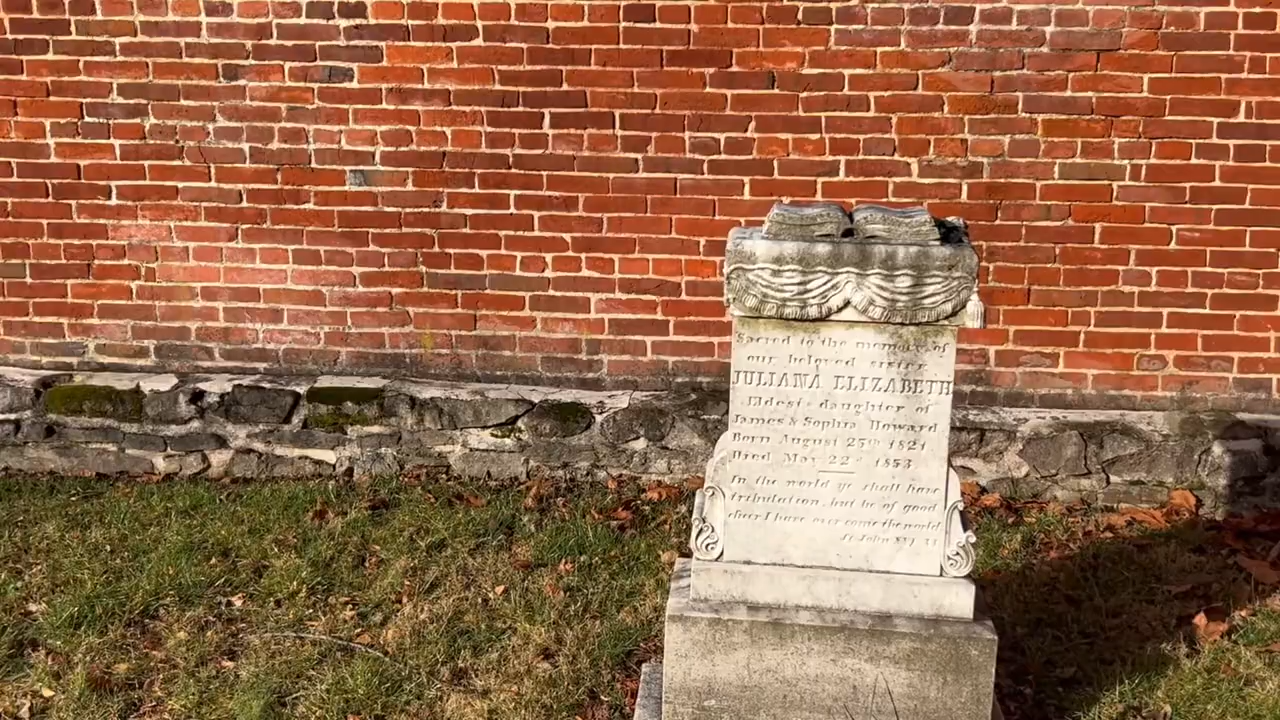 Sacred to the memory of
our beloved sister
JULIANA ELIZABETH
Eldest daughter of
James & Sophia Howard
Born August 25th 1821
Died May 22d 1853
In the world ye shall have
tribulation, but be of good
cheer I have over come the world
St John XVI